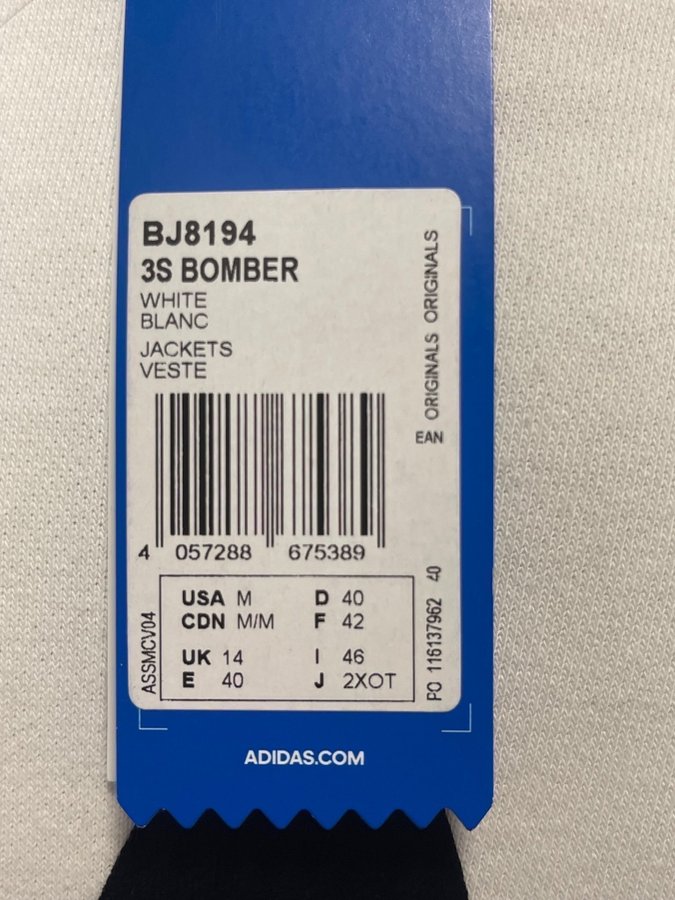 BJ8194
3S BOMBER
WHITE
BLANC
JACKETS
VESTE
ORIGINALS ORIGINALS
EAN
4 057288 675389
USA M D 40
CDN M/M F 42
UK 14 I 46
E 40 J 2XOT
ASSMCV04
PO 116137962 40
ADIDAS.COM